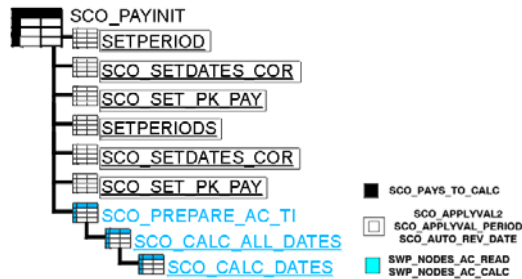 SCO_PAYINIT
SETPERIOD
SCO_SETDATES_COR
SCO_SET_PK_PAY
SETPERIODS
SCO_SETDATES_COR
SCO_SET_PK_PAY
SCO_PREPARE_AC_TI
SCO_CALC_ALL_DATES
SCO_CALC_DATES
SCO_PAYS_TO_CALC
SCO_APPLYVAL2
SCO_APPLYVAL_PERIOD
SCO_AUTO_REV_DATE
SWP_NODES_AC_READ
SWP_NODES_AC_CALC